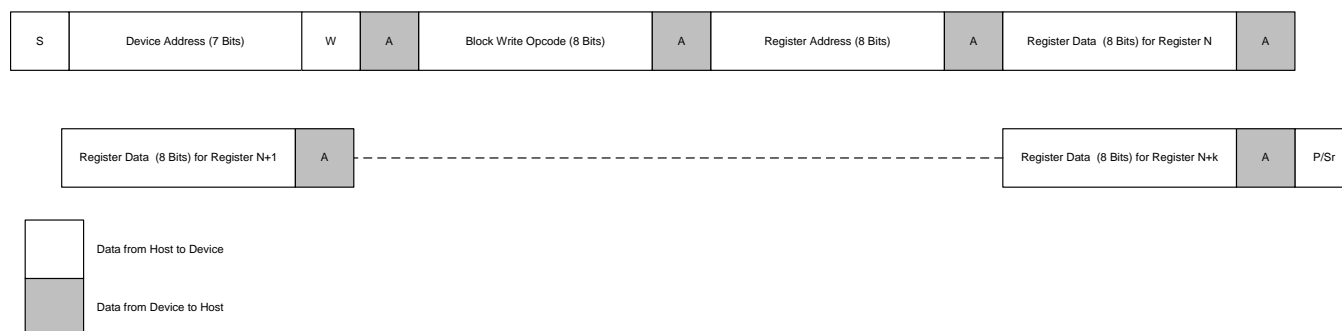 S Device Address (7 Bits) W A Block Write Opcode (8 Bits) A Register Address (8 Bits) A Register Data (8 Bits) for Register N A
Register Data (8 Bits) for Register N+1 A Register Data (8 Bits) for Register N+k A P/Sr
Data from Host to Device
Data from Device to Host